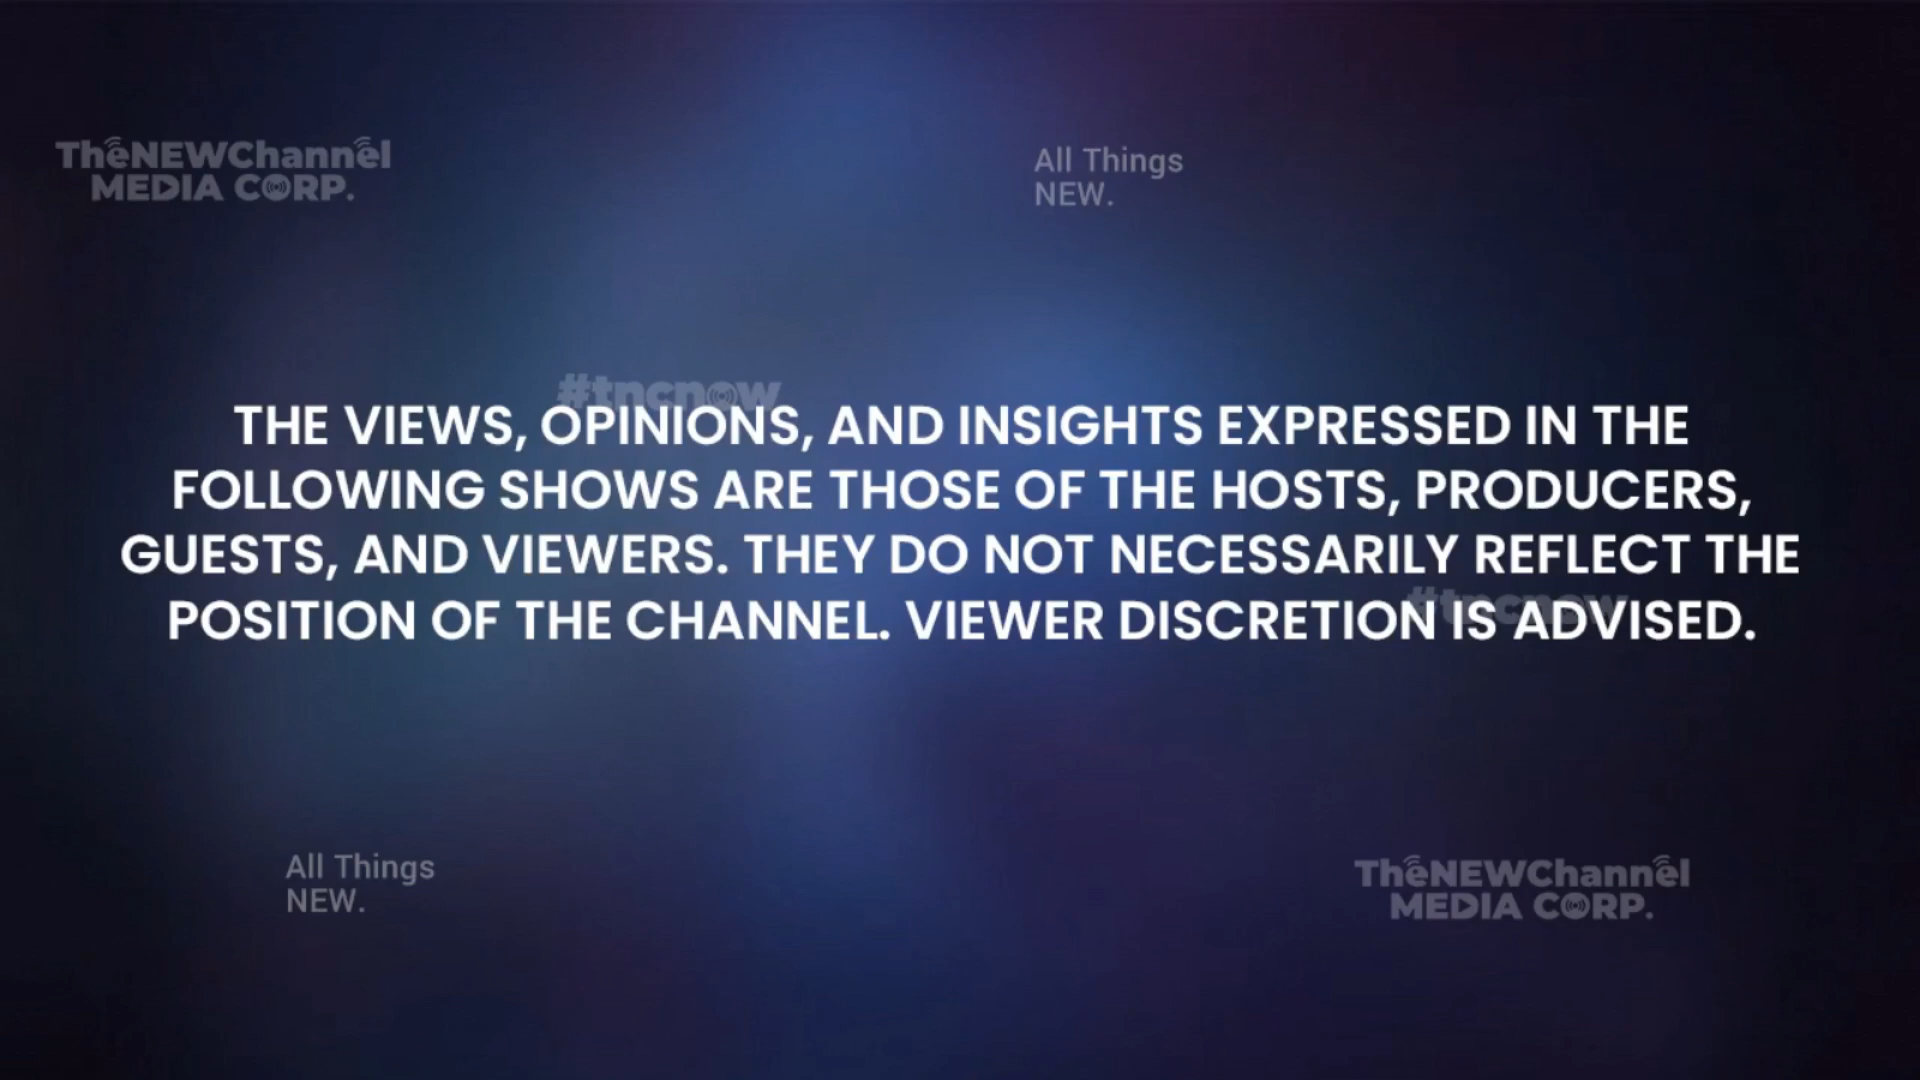 TheNEWChannel
MEDIA CORP.
All Things
NEW.
#tncnow
THE VIEWS, OPINIONS, AND INSIGHTS EXPRESSED IN THE
FOLLOWING SHOWS ARE THOSE OF THE HOSTS, PRODUCERS,
GUESTS, AND VIEWERS. THEY DO NOT NECESSARILY REFLECT THE
#tncnow
POSITION OF THE CHANNEL. VIEWER DISCRETION IS ADVISED.
All Things
NEW.
TheNEWChannel
MEDIA CORP.